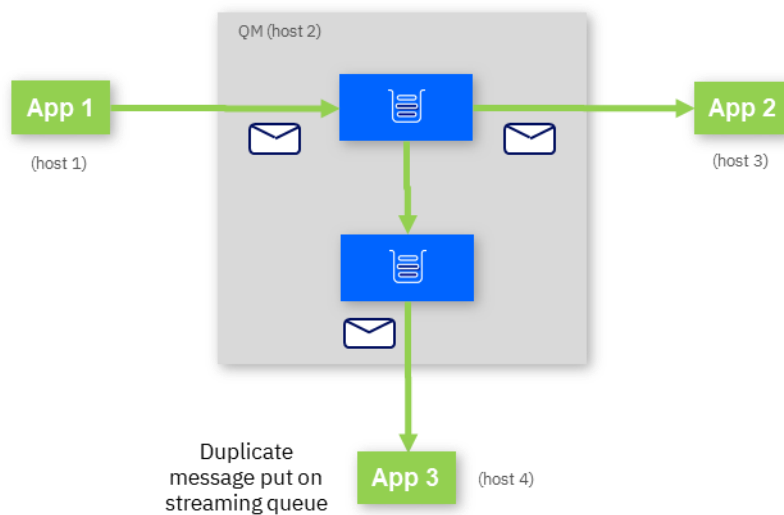 QM (host 2)
App 1
App 2
(host 1)
(host 3)
Duplicate
message put on
streaming queue
App 3
(host 4)